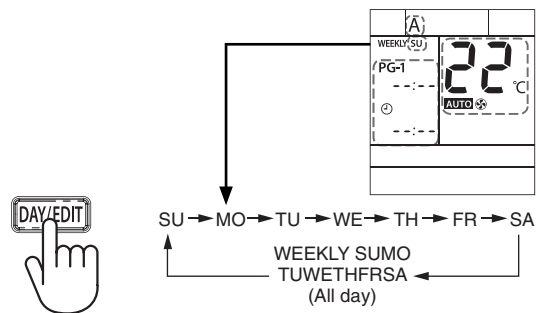 A
WEEKLY SU
PG-1
22 °C
--:--
AUTO
--:--
DAY/EDIT
SU → MO → TU → WE → TH → FR → SA
WEEKLY SUMO
TUWETHFRSA
(All day)